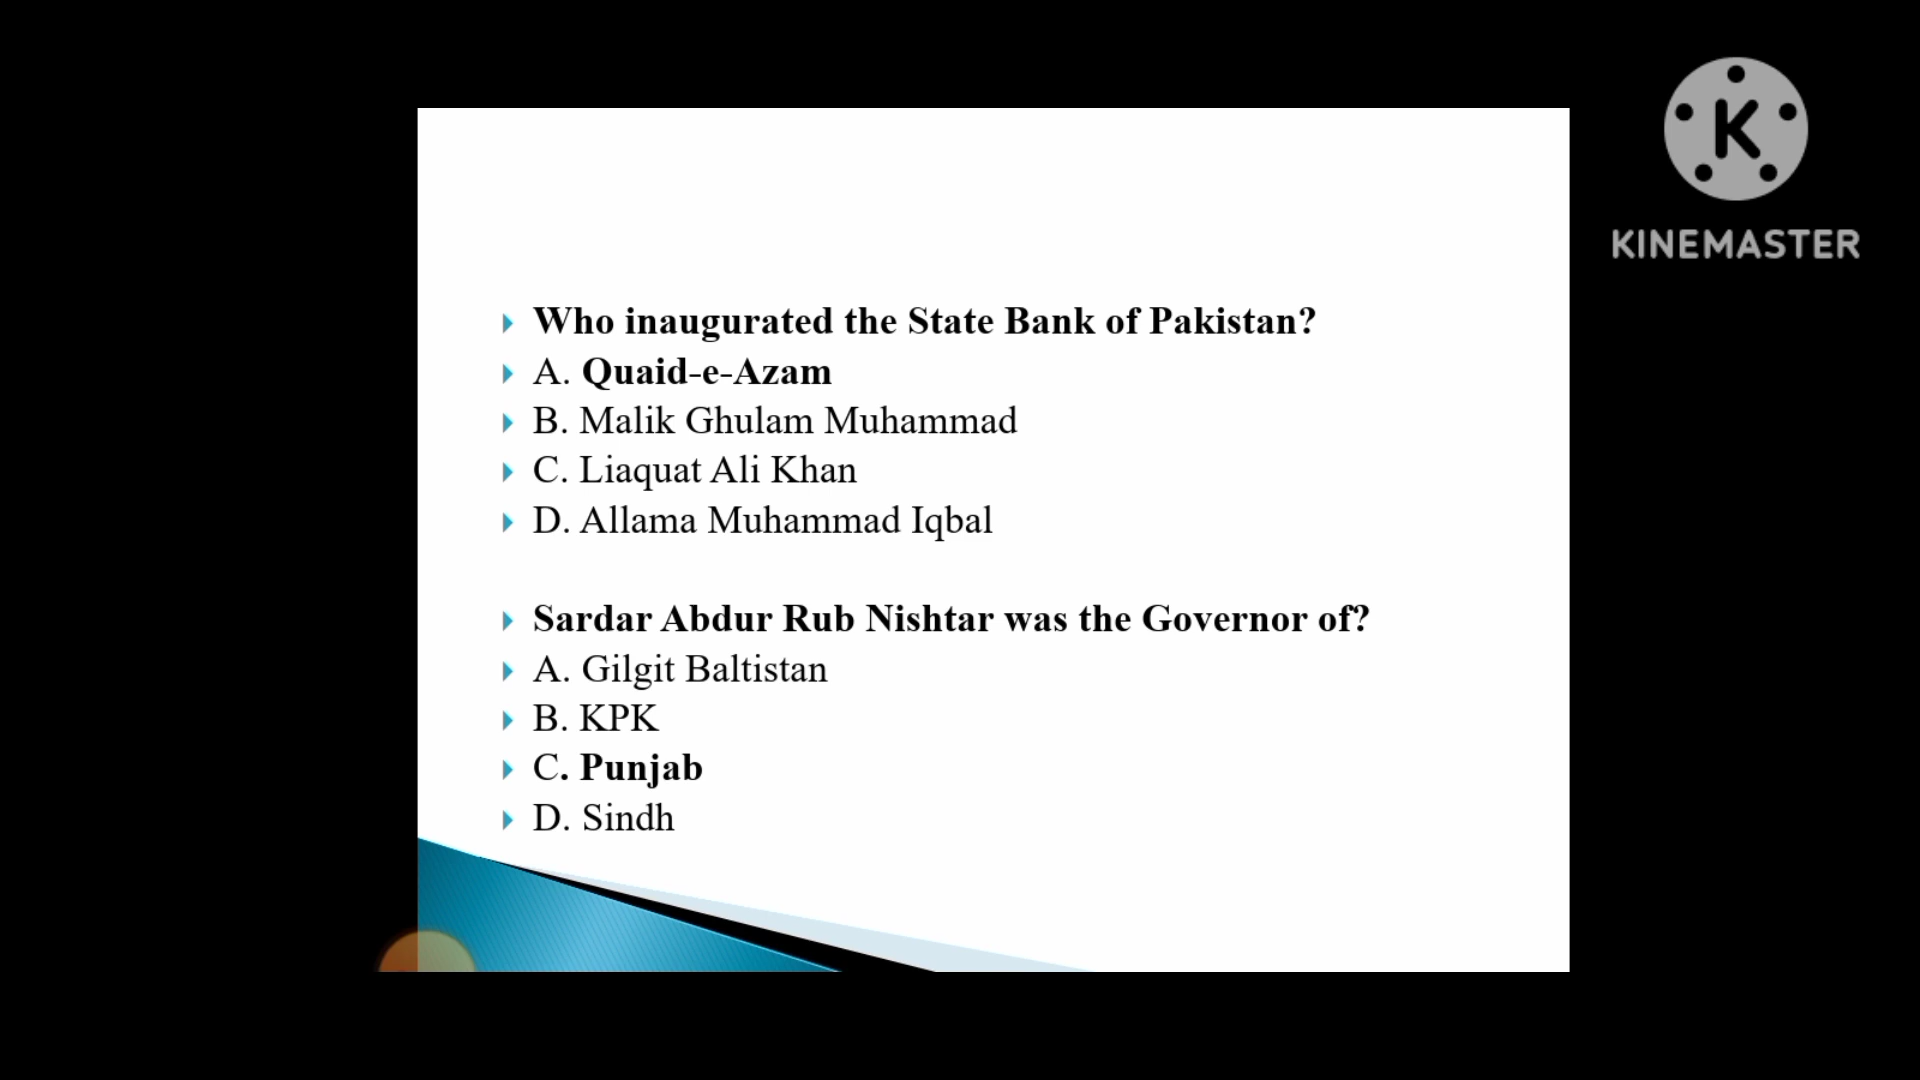 K
KINEMASTER
Who inaugurated the State Bank of Pakistan?
A. Quaid-e-Azam
B. Malik Ghulam Muhammad
C. Liaquat Ali Khan
D. Allama Muhammad Iqbal
Sardar Abdur Rub Nishtar was the Governor of?
A. Gilgit Baltistan
B. KPK
C. Punjab
D. Sindh